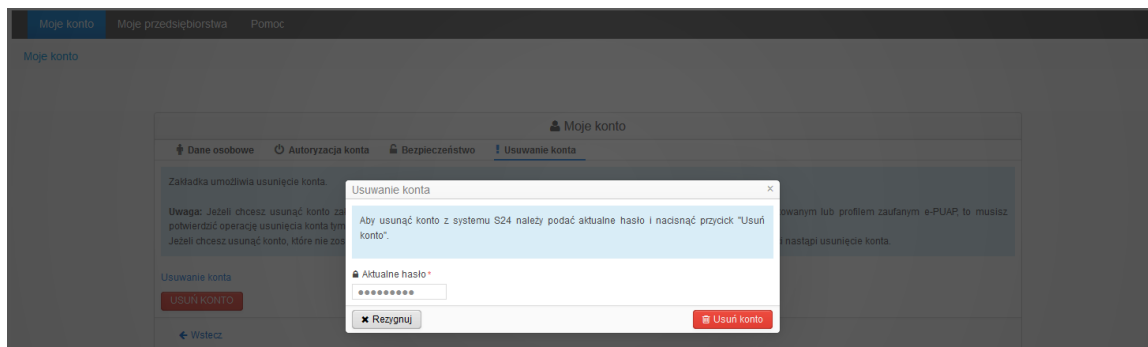 Moje konto Moje przedsiębiorstwa Pomoc
Moje konto
Moje konto
Dane osobowe Autoryzacja konta Bezpieczeństwo Usuwanie konta
Zakładka umożliwia usunięcie konta.
Uwaga: Jeżeli chcesz usunąć konto za
owanym lub profilem zaufanym e-PUAP, to musisz
potwierdzić operację usunięcia konta tym
Jeżeli chcesz usunąć konto, które nie zos
nastąpi usunięcie konta.
Usuwanie konta
USUŃ KONTO
Wstecz
Usuwanie konta ×
Aby usunąć konto z systemu S24 należy podać aktualne hasło i nacisnąć przycick "Usuń
konto".
Aktualne hasło *
Rezygnuj
Usuń konto